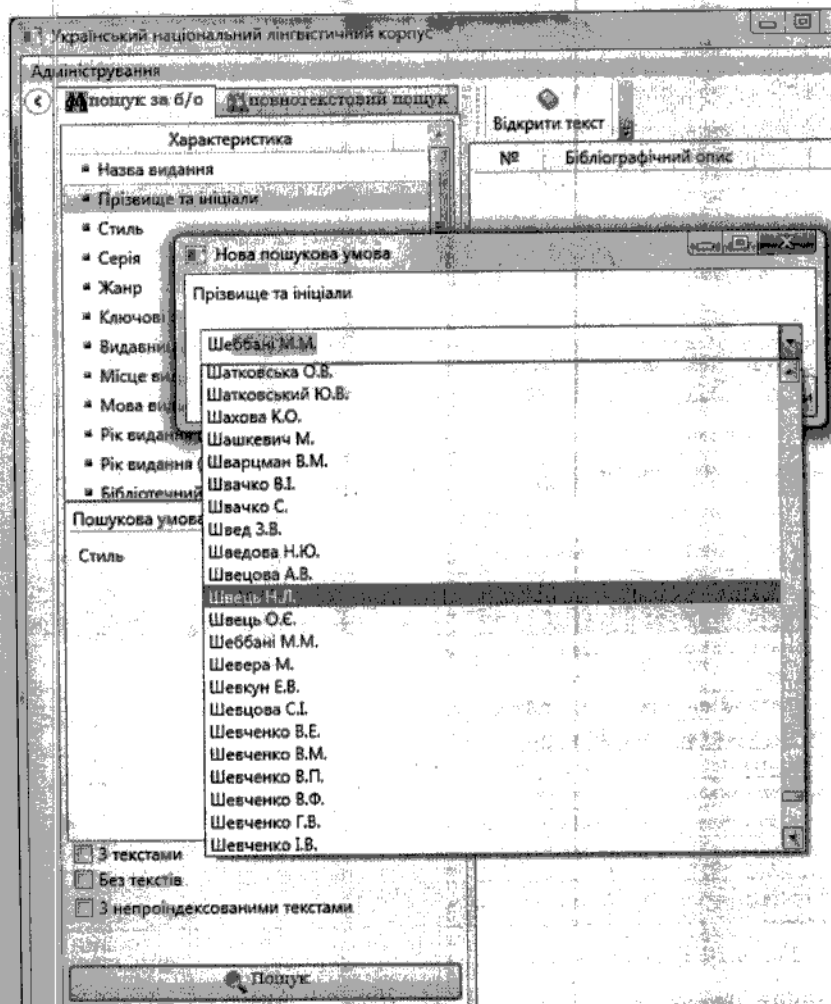 Український національний лінгвістичний корпус
Адміністрування
пошук за б/о
повнотекстовий пошук
Відкрити текст
Характеристика
№
Бібліографічний опис
Назва видання
Прізвище та ініціали
Стиль
Серія
Жанр
Ключові
Видавни
Місце ви
Мова ви
Рік видання
Рік видання (
Бібліотечний
Нова пошукова умова
Прізвище та ініціали
Шеббані М.М.
Шатковська О.В.
Шатковський Ю.В.
Шахова К.О.
Шашкевич М.
Шварцман В.М.
Швачко В.І.
Швачко С.
Швед З.В.
Шведова Н.Ю.
Швецова А.В.
Швець Н.Л.
Швець О.Є.
Шеббані М.М.
Шевера М.
Шевкун Е.В.
Шевцова С.І.
Шевченко В.Е.
Шевченко В.М.
Шевченко В.П.
Шевченко В.Ф.
Шевченко Г.В.
Шевченко І.В.
и
Пошукова умова
Стиль
З текстами
Без текстів
З непроіндексованими текстами
Пошук